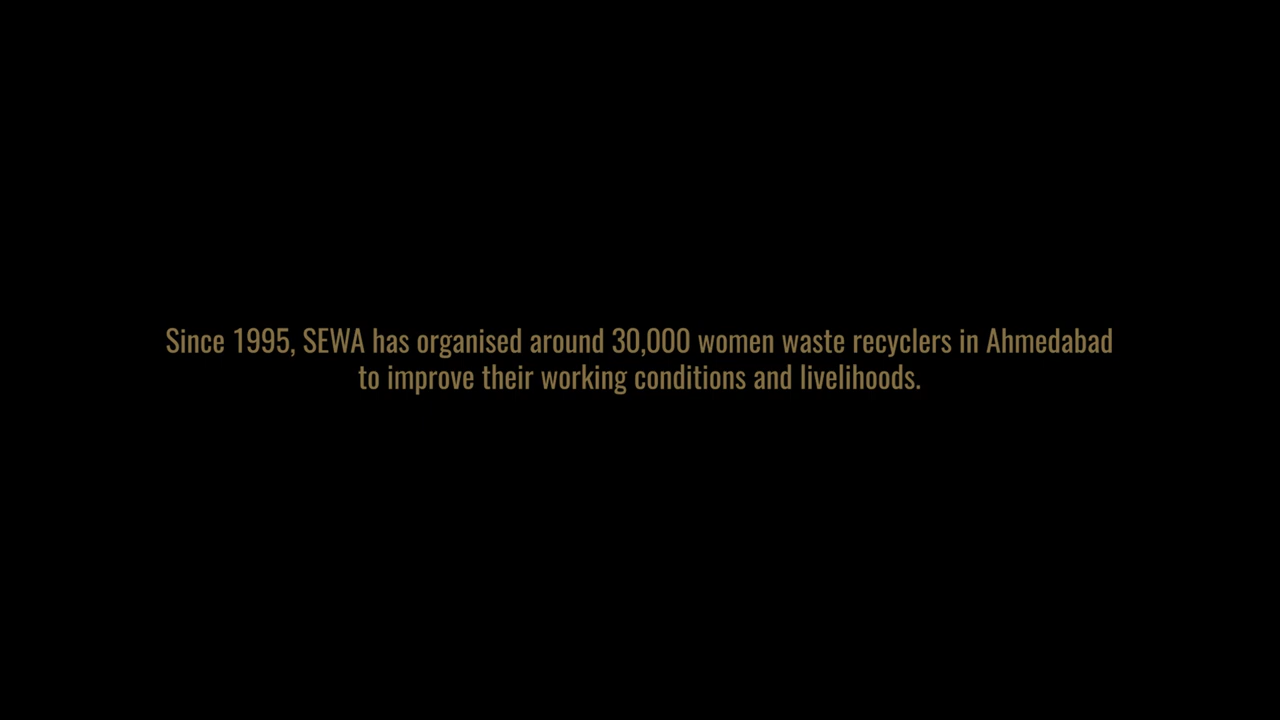 Since 1995, SEWA has organised around 30,000 women waste recyclers in Ahmedabad
to improve their working conditions and livelihoods.